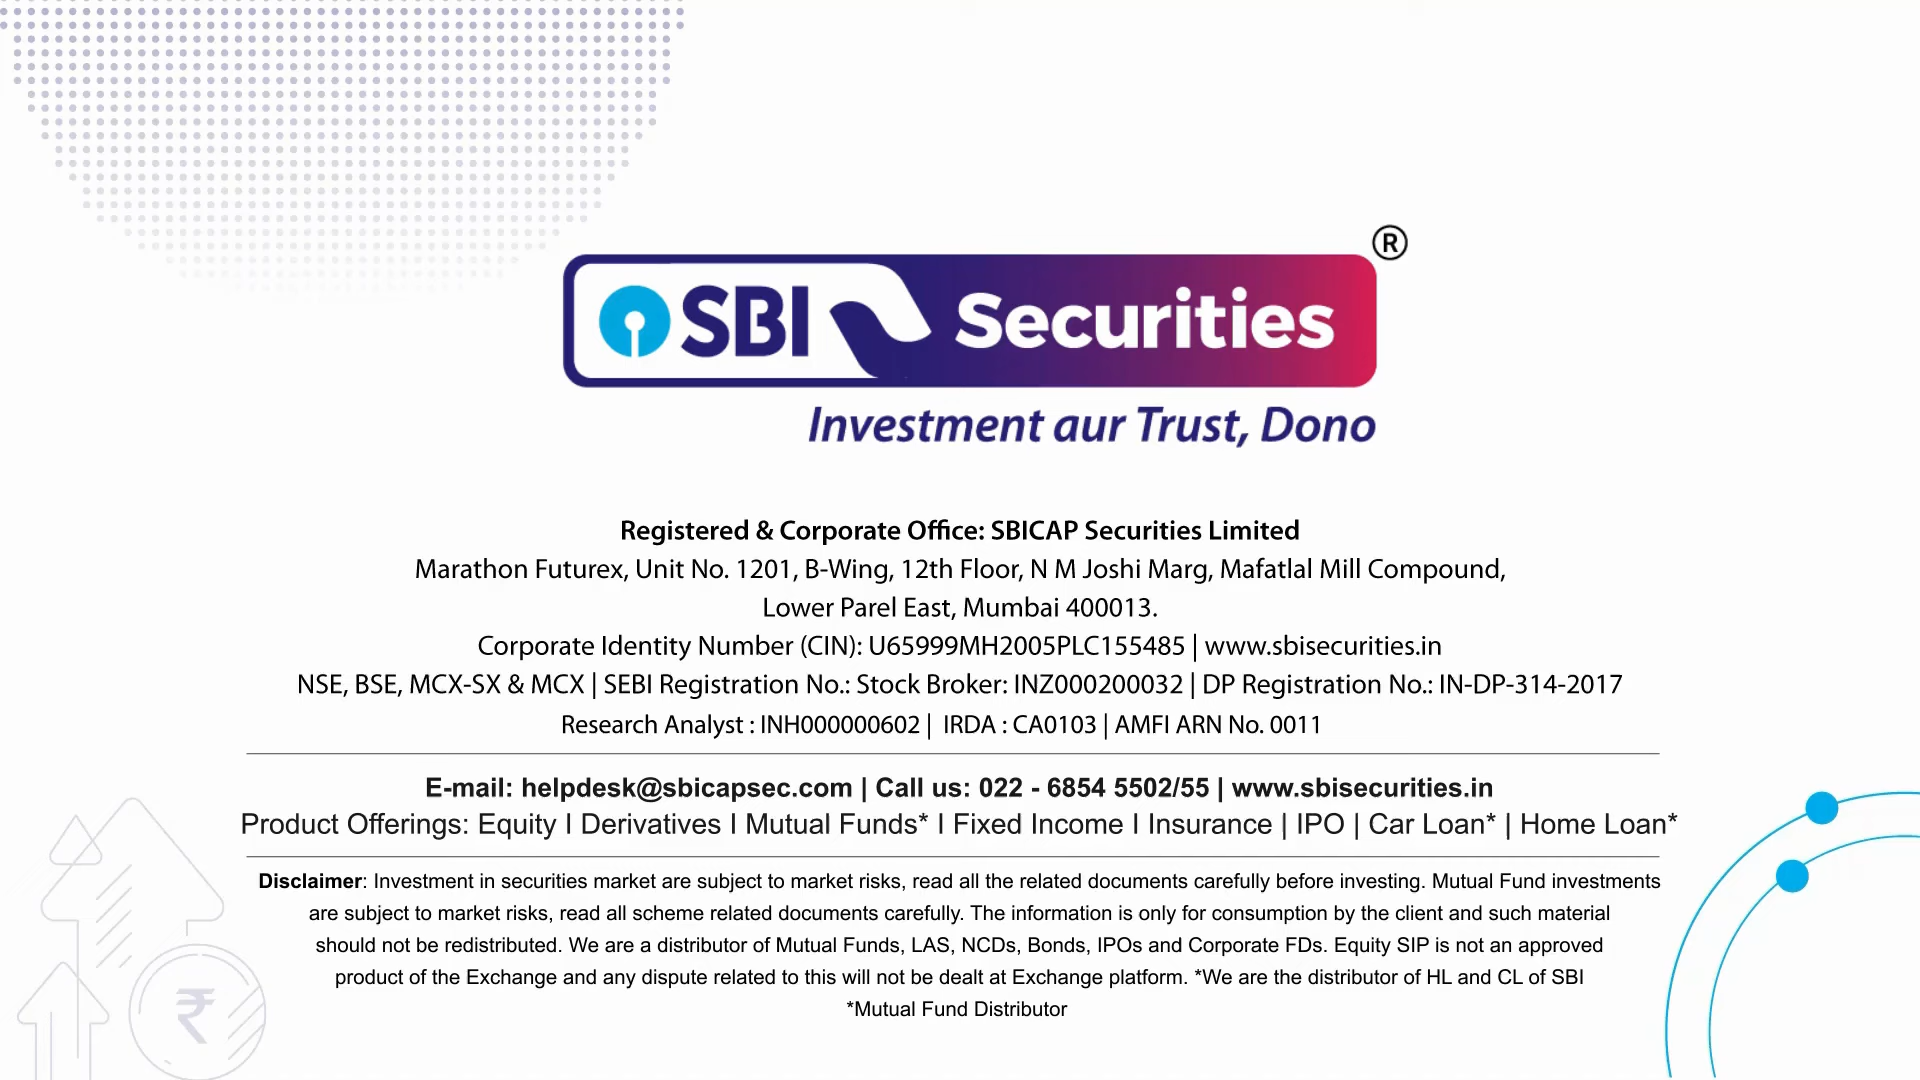 ®
SBI Securities
Investment aur Trust, Dono
Registered & Corporate Office: SBICAP Securities Limited
Marathon Futurex, Unit No. 1201, B-Wing, 12th Floor, N M Joshi Marg, Mafatlal Mill Compound,
Lower Parel East, Mumbai 400013.
Corporate Identity Number (CIN): U65999MH2005PLC155485 | www.sbisecurities.in
NSE, BSE, MCX-SX & MCX | SEBI Registration No.: Stock Broker: INZ000200032 | DP Registration No.: IN-DP-314-2017
Research Analyst : INH000000602 | IRDA : CA0103 | AMFI ARN No. 0011
E-mail: helpdesk@sbicapsec.com | Call us: 022 - 6854 5502/55 | www.sbisecurities.in
Product Offerings: Equity I Derivatives I Mutual Funds* I Fixed Income I Insurance | IPO | Car Loan* | Home Loan*
Disclaimer: Investment in securities market are subject to market risks, read all the related documents carefully before investing. Mutual Fund investments
are subject to market risks, read all scheme related documents carefully. The information is only for consumption by the client and such material
should not be redistributed. We are a distributor of Mutual Funds, LAS, NCDs, Bonds, IPOs and Corporate FDs. Equity SIP is not an approved
product of the Exchange and any dispute related to this will not be dealt at Exchange platform. *We are the distributor of HL and CL of SBI
*Mutual Fund Distributor
₹